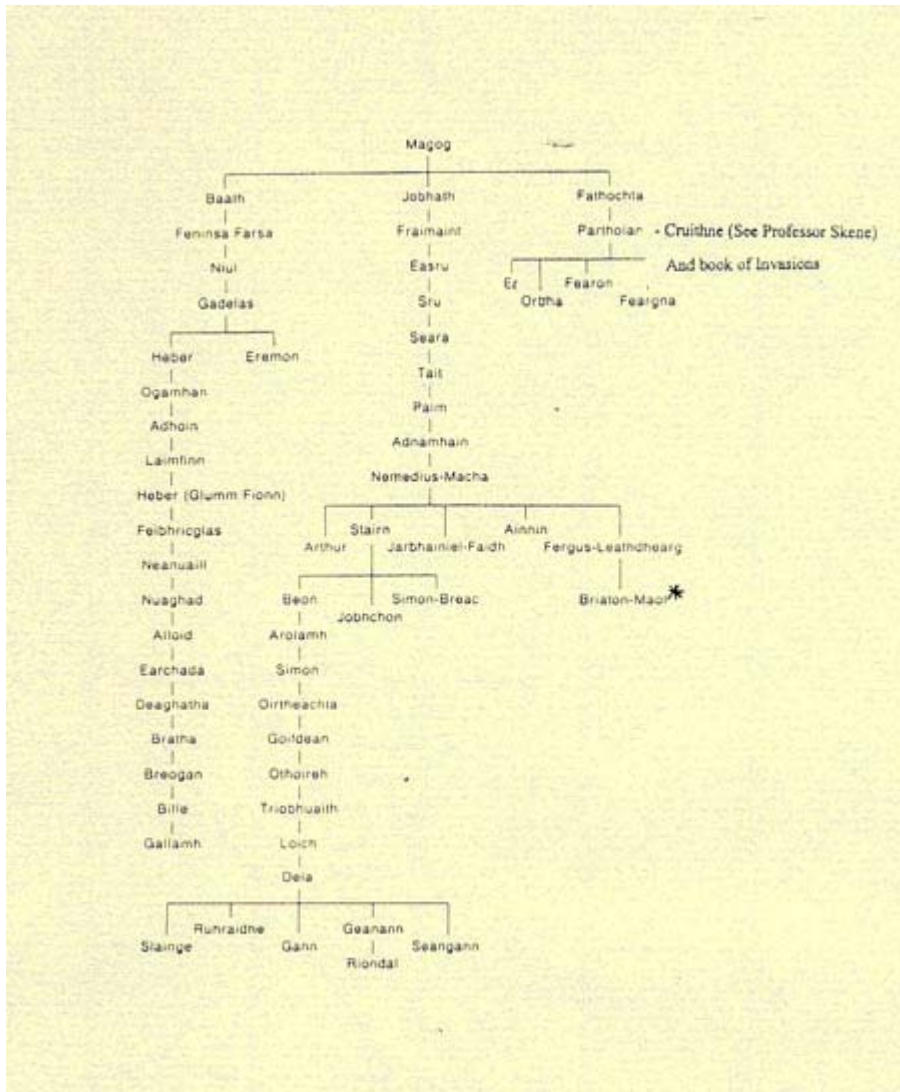 Magog
Baath Jobhath Fathochta
Feninsa Farsa Fraimaint Partholan - Cruithne (See Professor Skene)
Niul Easru And book of Invasions
Er Fearon
Orbha Feargna
Gadelas Sru
Seara
Heber Eremon
Tait
Ogamhan
Paim
Adhoin
Adnamhain
Laimfinn
Nemedius-Macha
Heber (Glumm Fionn)
Stairn Ainnin
Feibhricglas
Arthur Jarbhainiel-Faidh Fergus-Leathdhearg
Neanuaill
Nuaghad Beon Simon-Breac Briaton-Maol*
Jobhchon
Alloid Arolamh
Earchada Simon
Deaghatha Oirtheachta
Bratha Goifdean
Breogan Othoireh
Bille Triobhuaith
Gallamh Loich
Dela
Ruhraidhe Geanann
Slainge Gann Seangann
Riondal